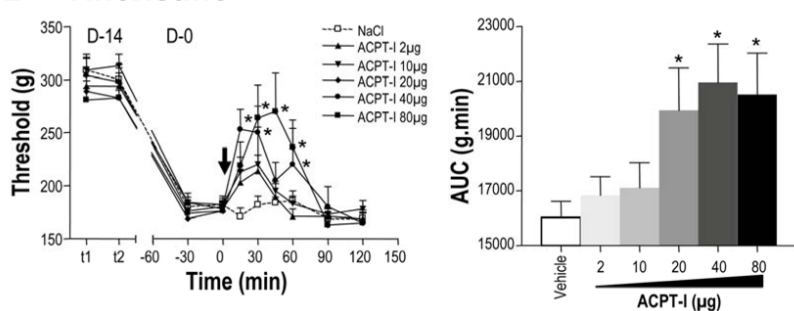 D-14
D-0
NaCl
ACPT-I 2µg
ACPT-I 10µg
ACPT-I 20µg
ACPT-I 40µg
ACPT-I 80µg
Threshold (g)
350
300
250
200
150
* * *
* *
*
t1 t2 -60 -30 0 30 60 90 120 150
Time (min)
AUC (g.min)
23000
21000
19000
17000
15000
* * *
Vehicle 2 10 20 40 80
ACPT-I (µg)